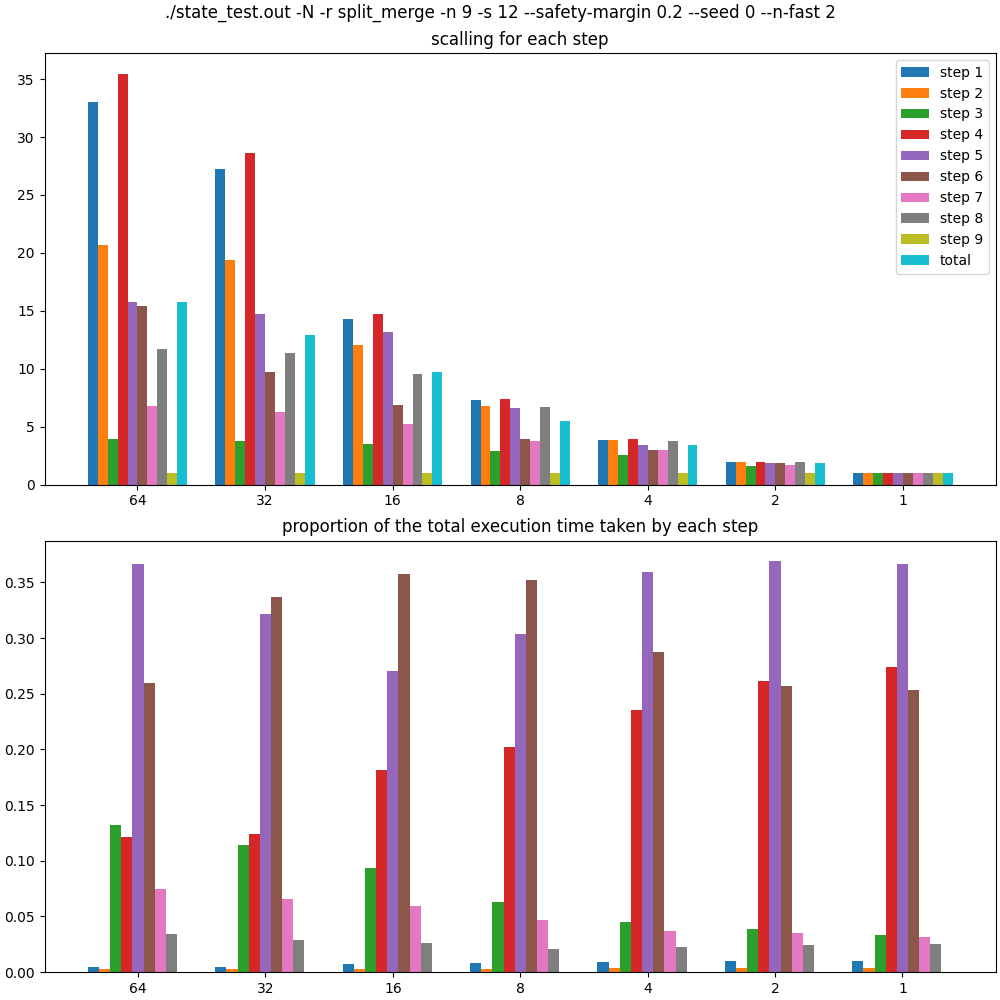 ./state_test.out -N -r split_merge -n 9 -s 12 --safety-margin 0.2 --seed 0 --n-fast 2
scalling for each step
35
30
25
20
15
10
5
0
step 1
step 2
step 3
step 4
step 5
step 6
step 7
step 8
step 9
total
64 32 16 8 4 2 1
proportion of the total execution time taken by each step
0.35
0.30
0.25
0.20
0.15
0.10
0.05
0.00
64 32 16 8 4 2 1